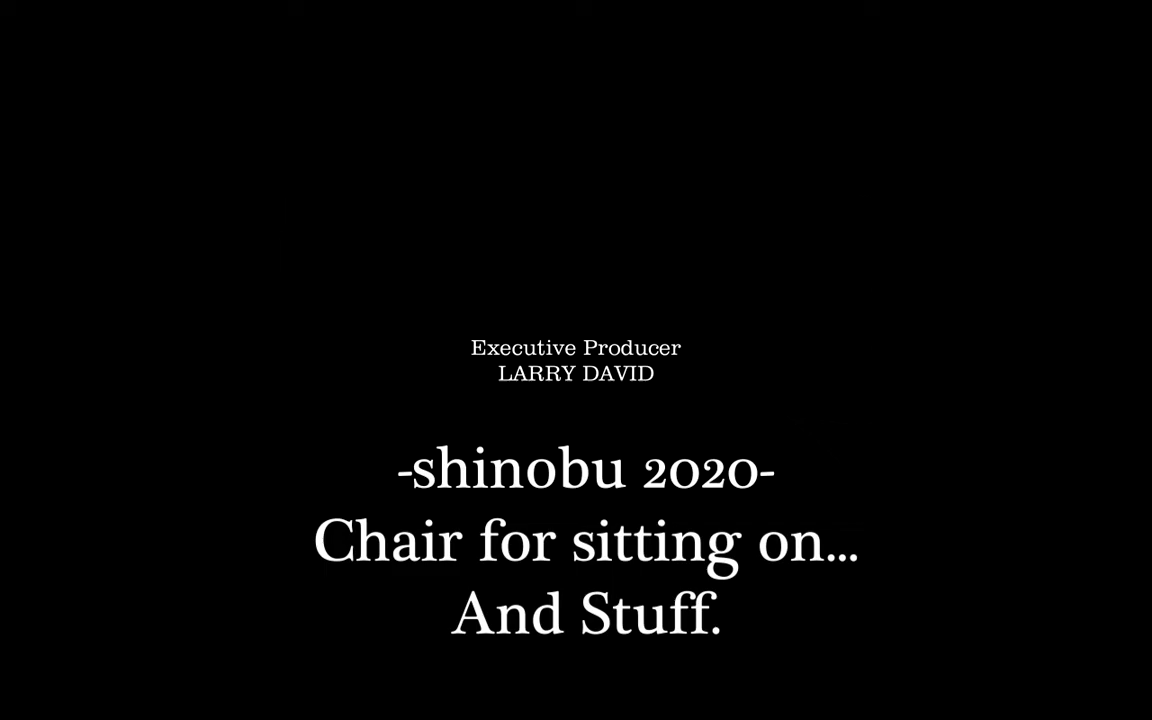 Executive Producer
LARRY DAVID
-shinobu 2020-
Chair for sitting on...
And Stuff.